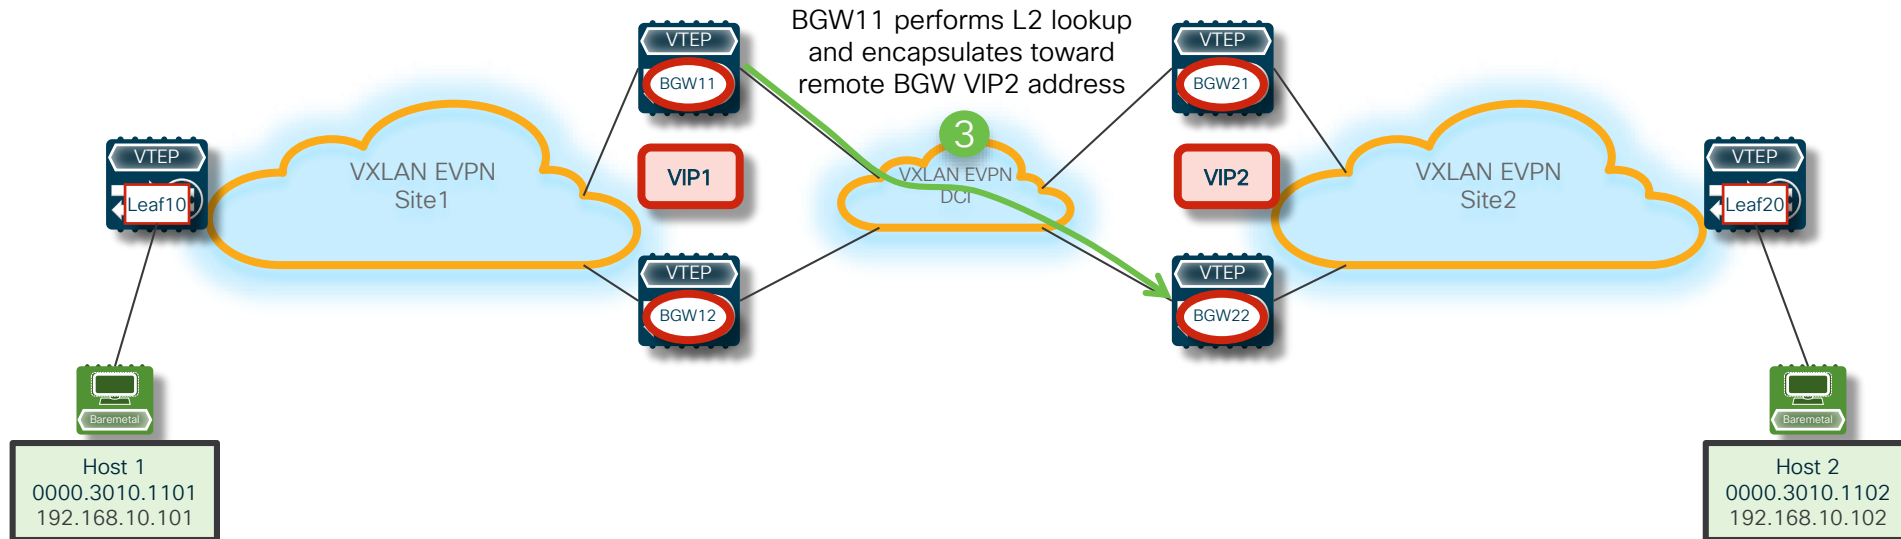 BGW11 performs L2 lookup
and encapsulates toward
remote BGW VIP2 address
3
VTEP
BGW11
VTEP
BGW21
VTEP
Leaf10
VXLAN EVPN
Site1
VIP1
VXLAN EVPN
DCI
VIP2
VXLAN EVPN
Site2
VTEP
Leaf20
VTEP
BGW12
VTEP
BGW22
Baremetal
Host 1
0000.3010.1101
192.168.10.101
Baremetal
Host 2
0000.3010.1102
192.168.10.102